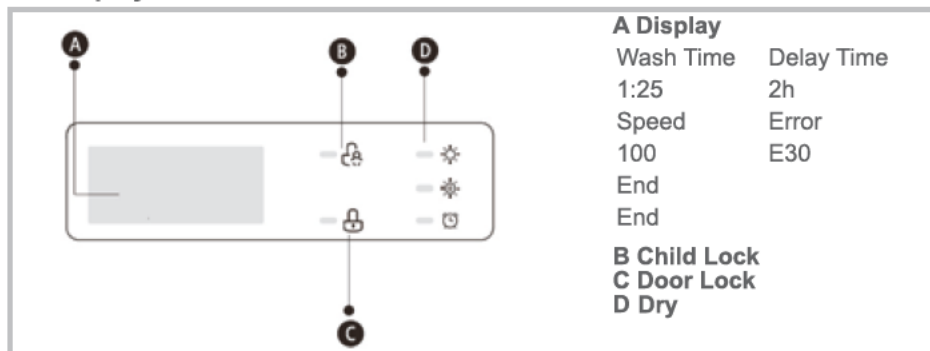 A
B
D
C
A Display
Wash Time Delay Time
1:25 2h
Speed Error
100 E30
End
End
B Child Lock
C Door Lock
D Dry